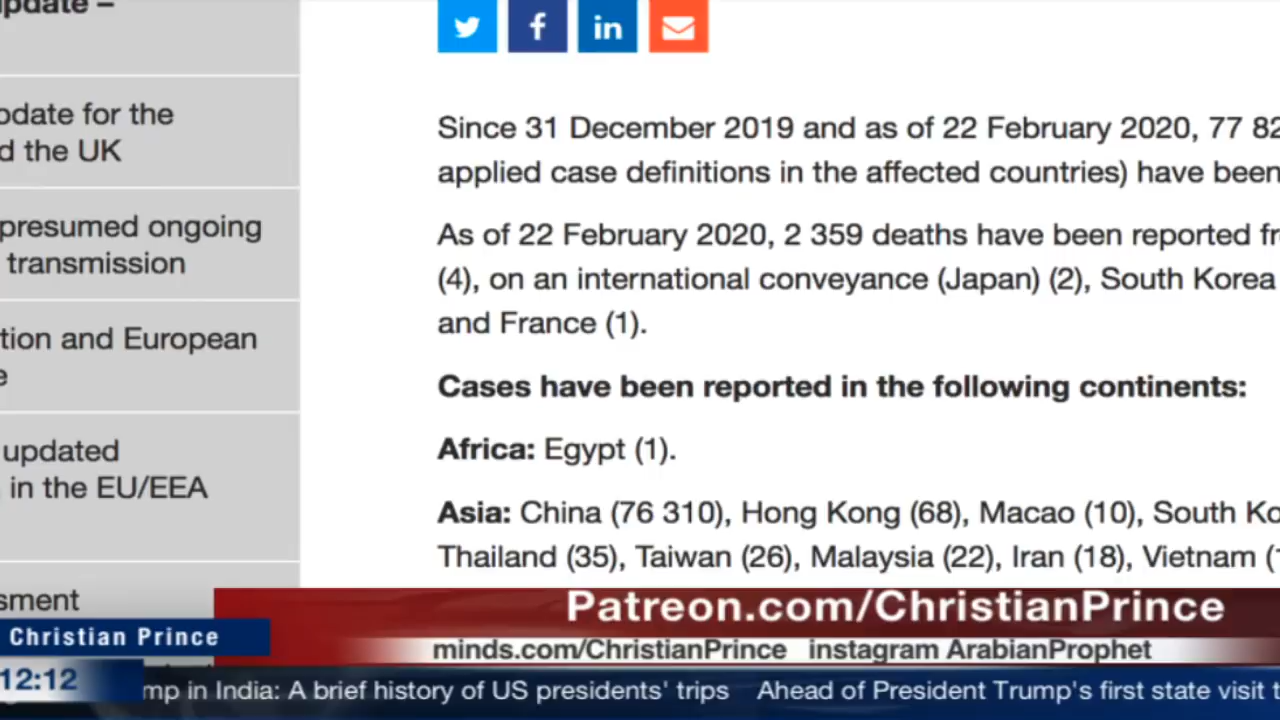 update –
update for the
d the UK
presumed ongoing
transmission
tion and European
e
updated
in the EU/EEA
sment
f
in
Since 31 December 2019 and as of 22 February 2020, 77 82
applied case definitions in the affected countries) have been
As of 22 February 2020, 2 359 deaths have been reported fr
(4), on an international conveyance (Japan) (2), South Korea
and France (1).
Cases have been reported in the following continents:
Africa: Egypt (1).
Asia: China (76 310), Hong Kong (68), Macao (10), South Ko
Thailand (35), Taiwan (26), Malaysia (22), Iran (18), Vietnam (1
Patreon.com/ChristianPrince
Christian Prince
minds.com/ChristianPrince instagram ArabianProphet
12:12
mp in India: A brief history of US presidents' trips Ahead of President Trump's first state visit t